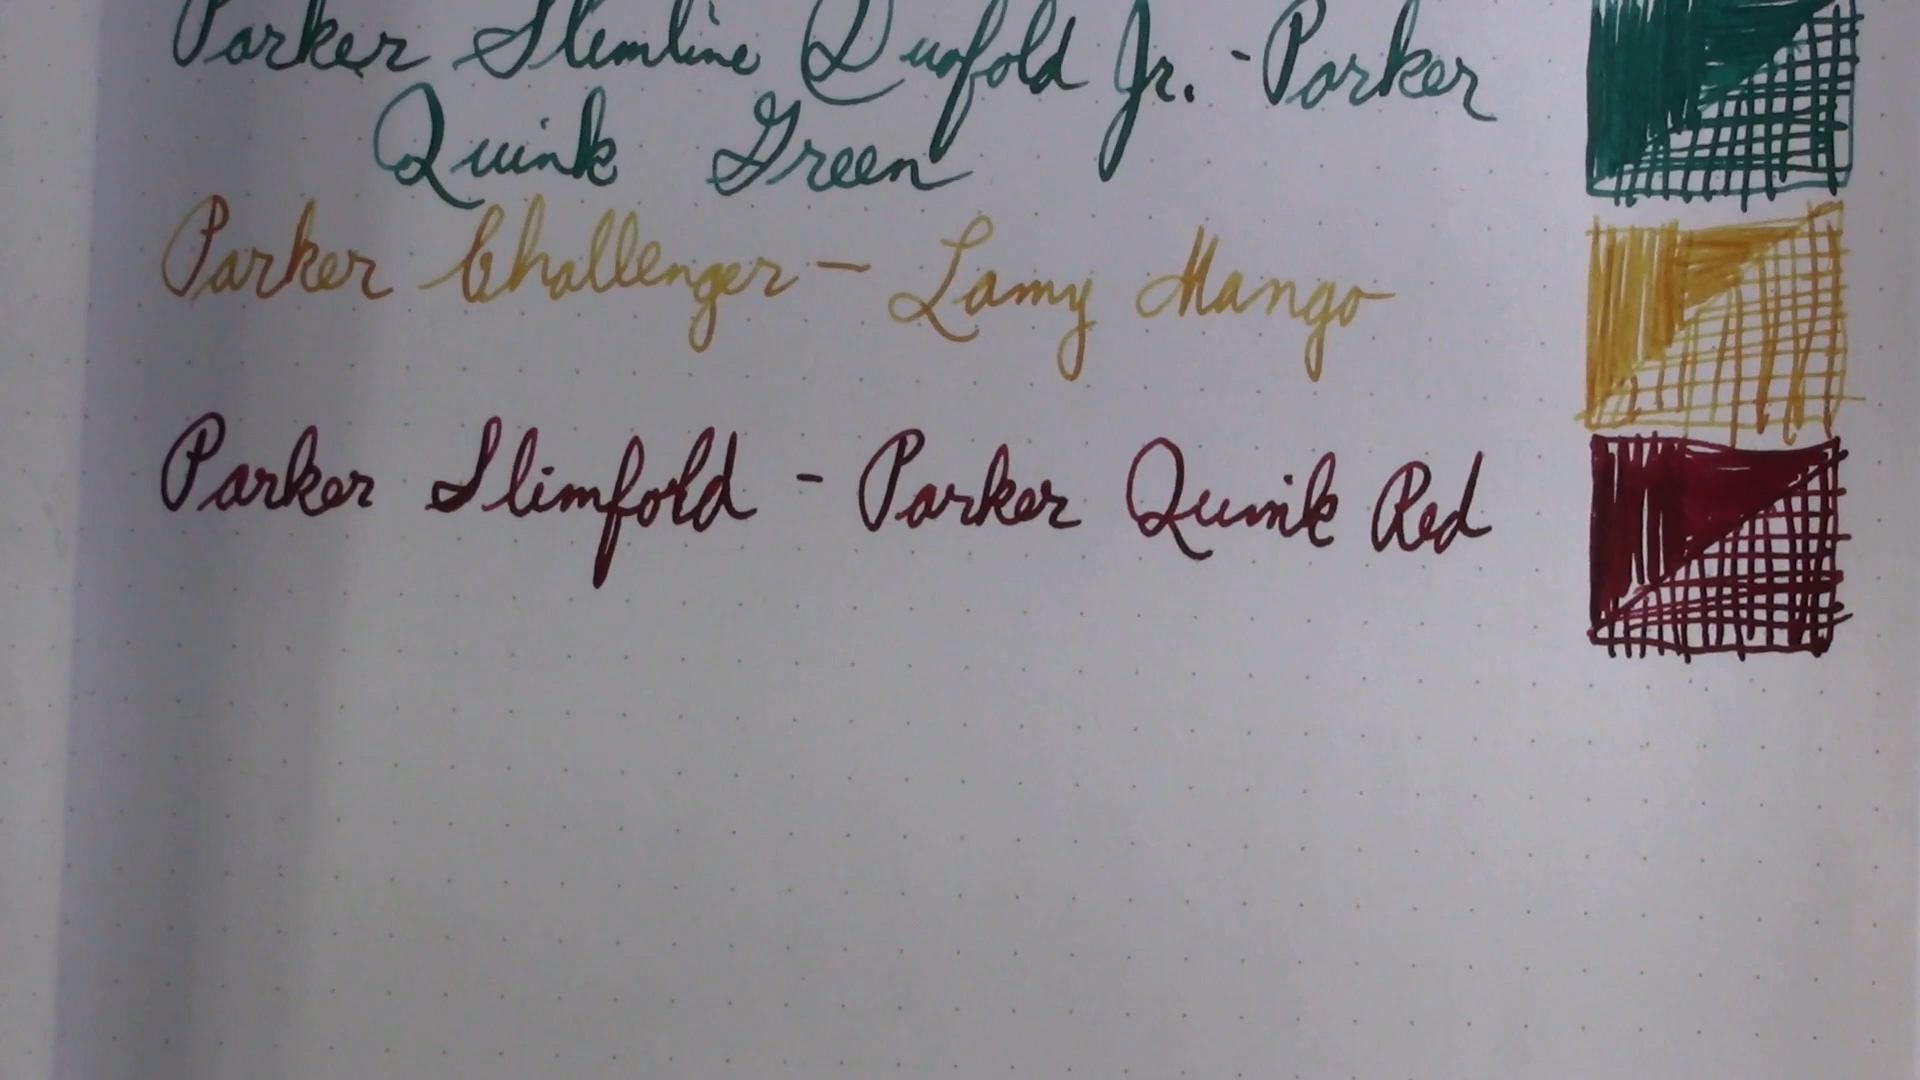 Parker Slimline Duofold Jr. - Parker
Quink Green
Parker Challenger - Lamy Mango
Parker Slimfold - Parker Quink Red